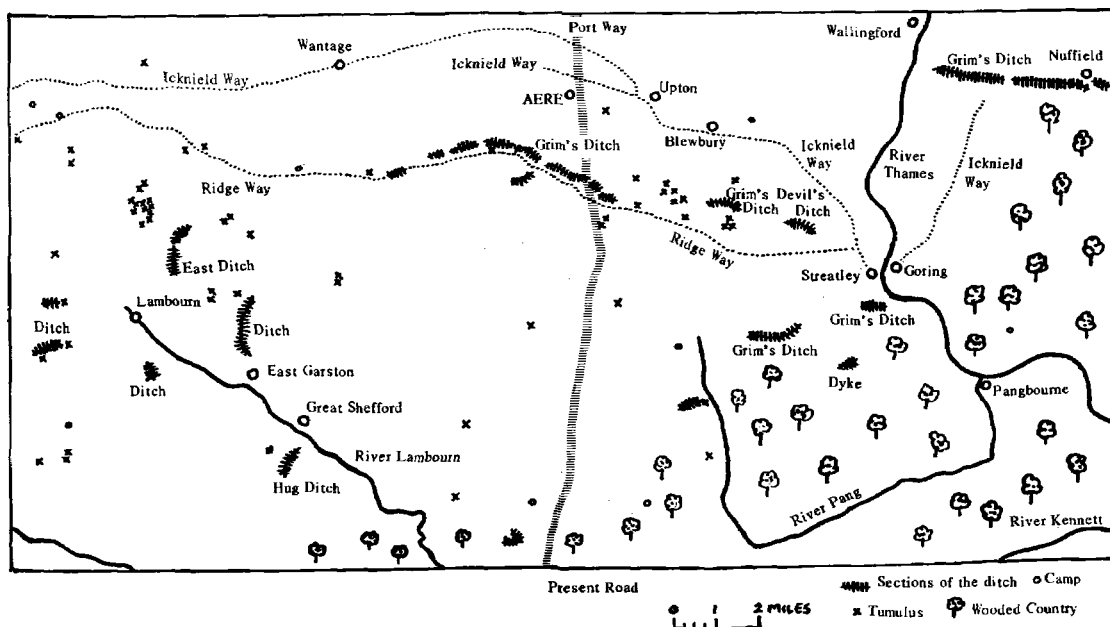 Port Way
Wallingford
Wantage
Nuffield
Grim's Ditch
Icknield Way
Icknield Way
AERE
Upton
Blewbury
Grim's Ditch
Icknield
Way
River
Thames
Icknield
Way
Ridge Way
Grim's
Ditch
Devil's
Ditch
Ridge Way
East Ditch
Streatley
Goring
Lambourn
Ditch
Ditch
Grim's Ditch
Grim's Ditch
Ditch
East Garston
Dyke
Pangbourne
Great Shefford
River Lambourn
Hug Ditch
River Pang
River Kennett
Present Road
Sections of the ditch
Camp
0 1 2 MILES
Tumulus
Wooded Country